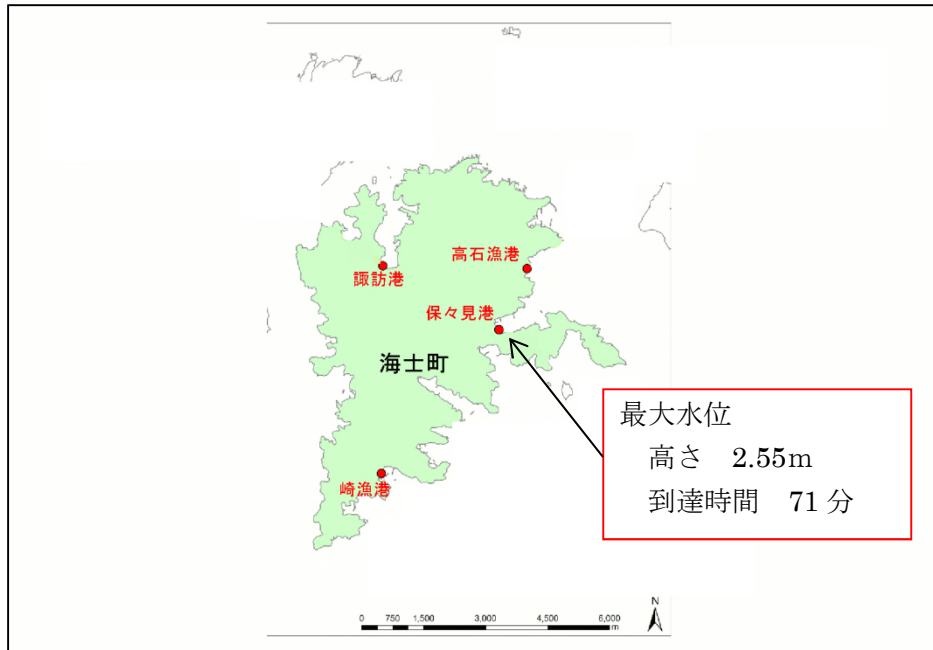 高石漁港
諏訪港
保々見港
海士町
最大水位
高さ 2.55m
到達時間 71分
崎漁港
N
0 750 1,500 3,000 4,500 6,000
m